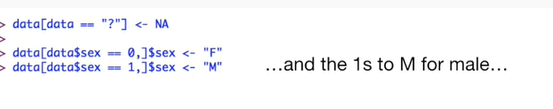 > data[data == "?"] <- NA
>
> data[data$sex == 0,]$sex <- "F"
> data[data$sex == 1,]$sex <- "M"
…and the 1s to M for male…